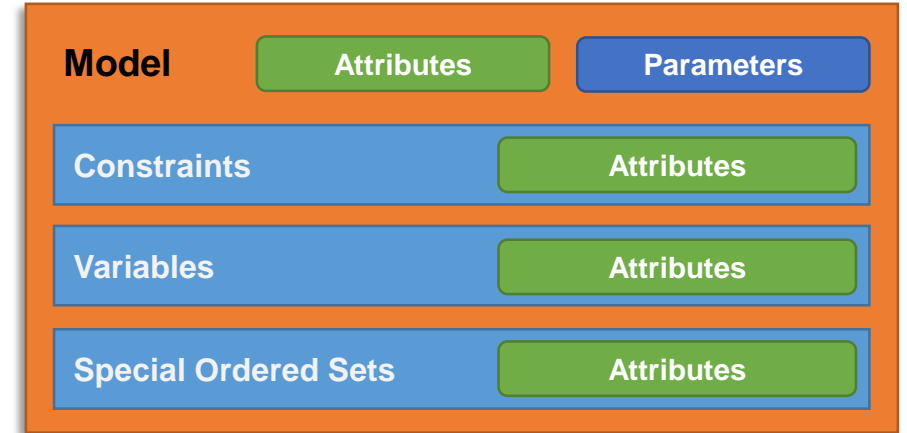 Model Attributes Parameters
Constraints Attributes
Variables Attributes
Special Ordered Sets Attributes